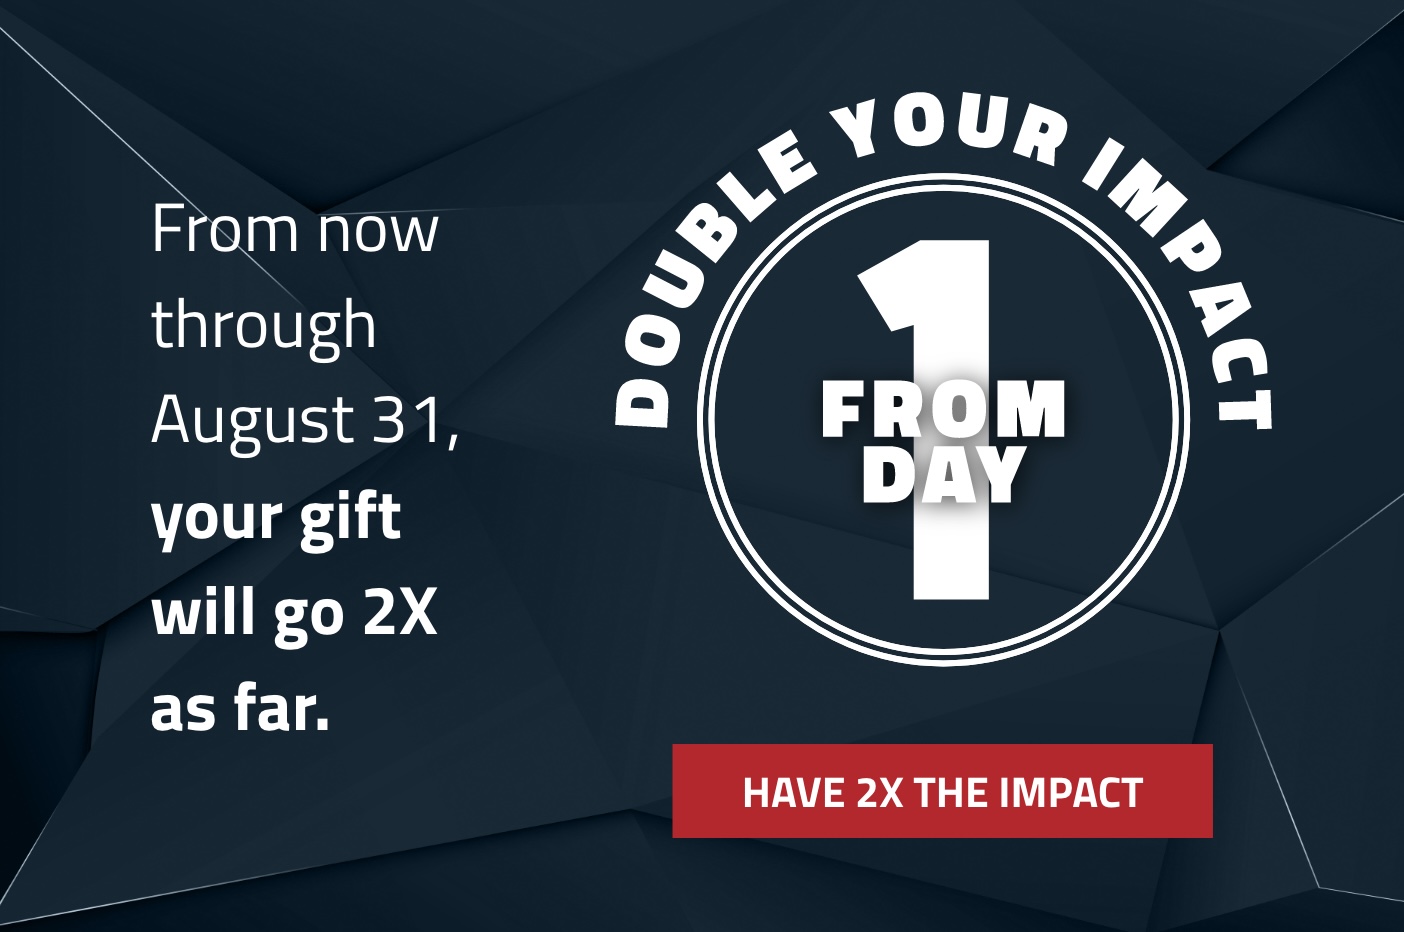 From now
through
August 31,
your gift
will go 2X
as far.
DOUBLE YOUR IMPACT
1
FROM
DAY
HAVE 2X THE IMPACT